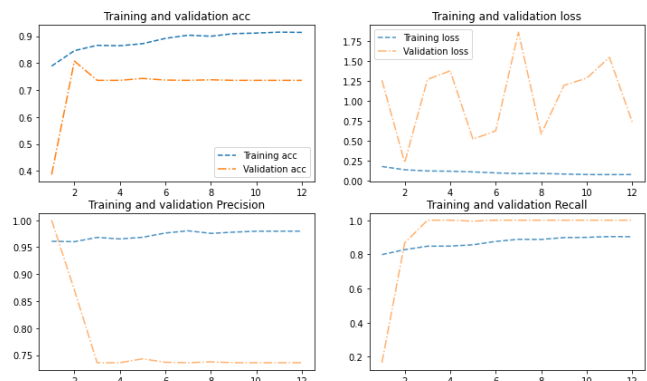 Training and validation acc
0.9
0.8
0.7
0.6
0.5
0.4
Training acc
Validation acc
2 4 6 8 10 12
Training and validation loss
Training loss
Validation loss
1.75
1.50
1.25
1.00
0.75
0.50
0.25
0.00
2 4 6 8 10 12
Training and validation Precision
1.00
0.95
0.90
0.85
0.80
0.75
2 4 6 8 10 12
Training and validation Recall
1.0
0.8
0.6
0.4
0.2
2 4 6 8 10 12